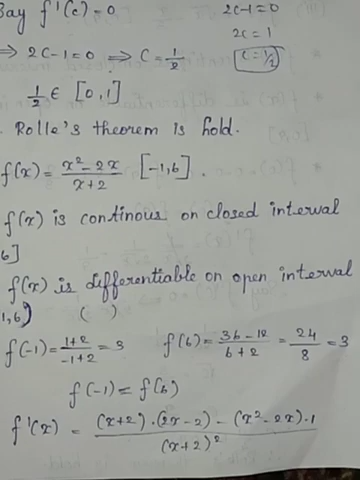 Say f'(c)=0
2c-1=0
2c=1
c=1/2
⇒ 2c-1=0 ⇒ c=1/2
1/2 ∈ [0,1]
. Rolle's theorem is hold.
f(x)= (x²-2x)/(x+2) [-1,6].
f(x) is continous on closed interval
6]
f(x) is differentiable on open interval
1,6) ( )
f(-1)= (1+2)/(-1+2) =3 f(6)= (36-12)/(6+2) = 24/8 =3
f(-1)= f(6)
f'(x) = ((x+2)·(2x-2)-(x²-2x)·1)/(x+2)²